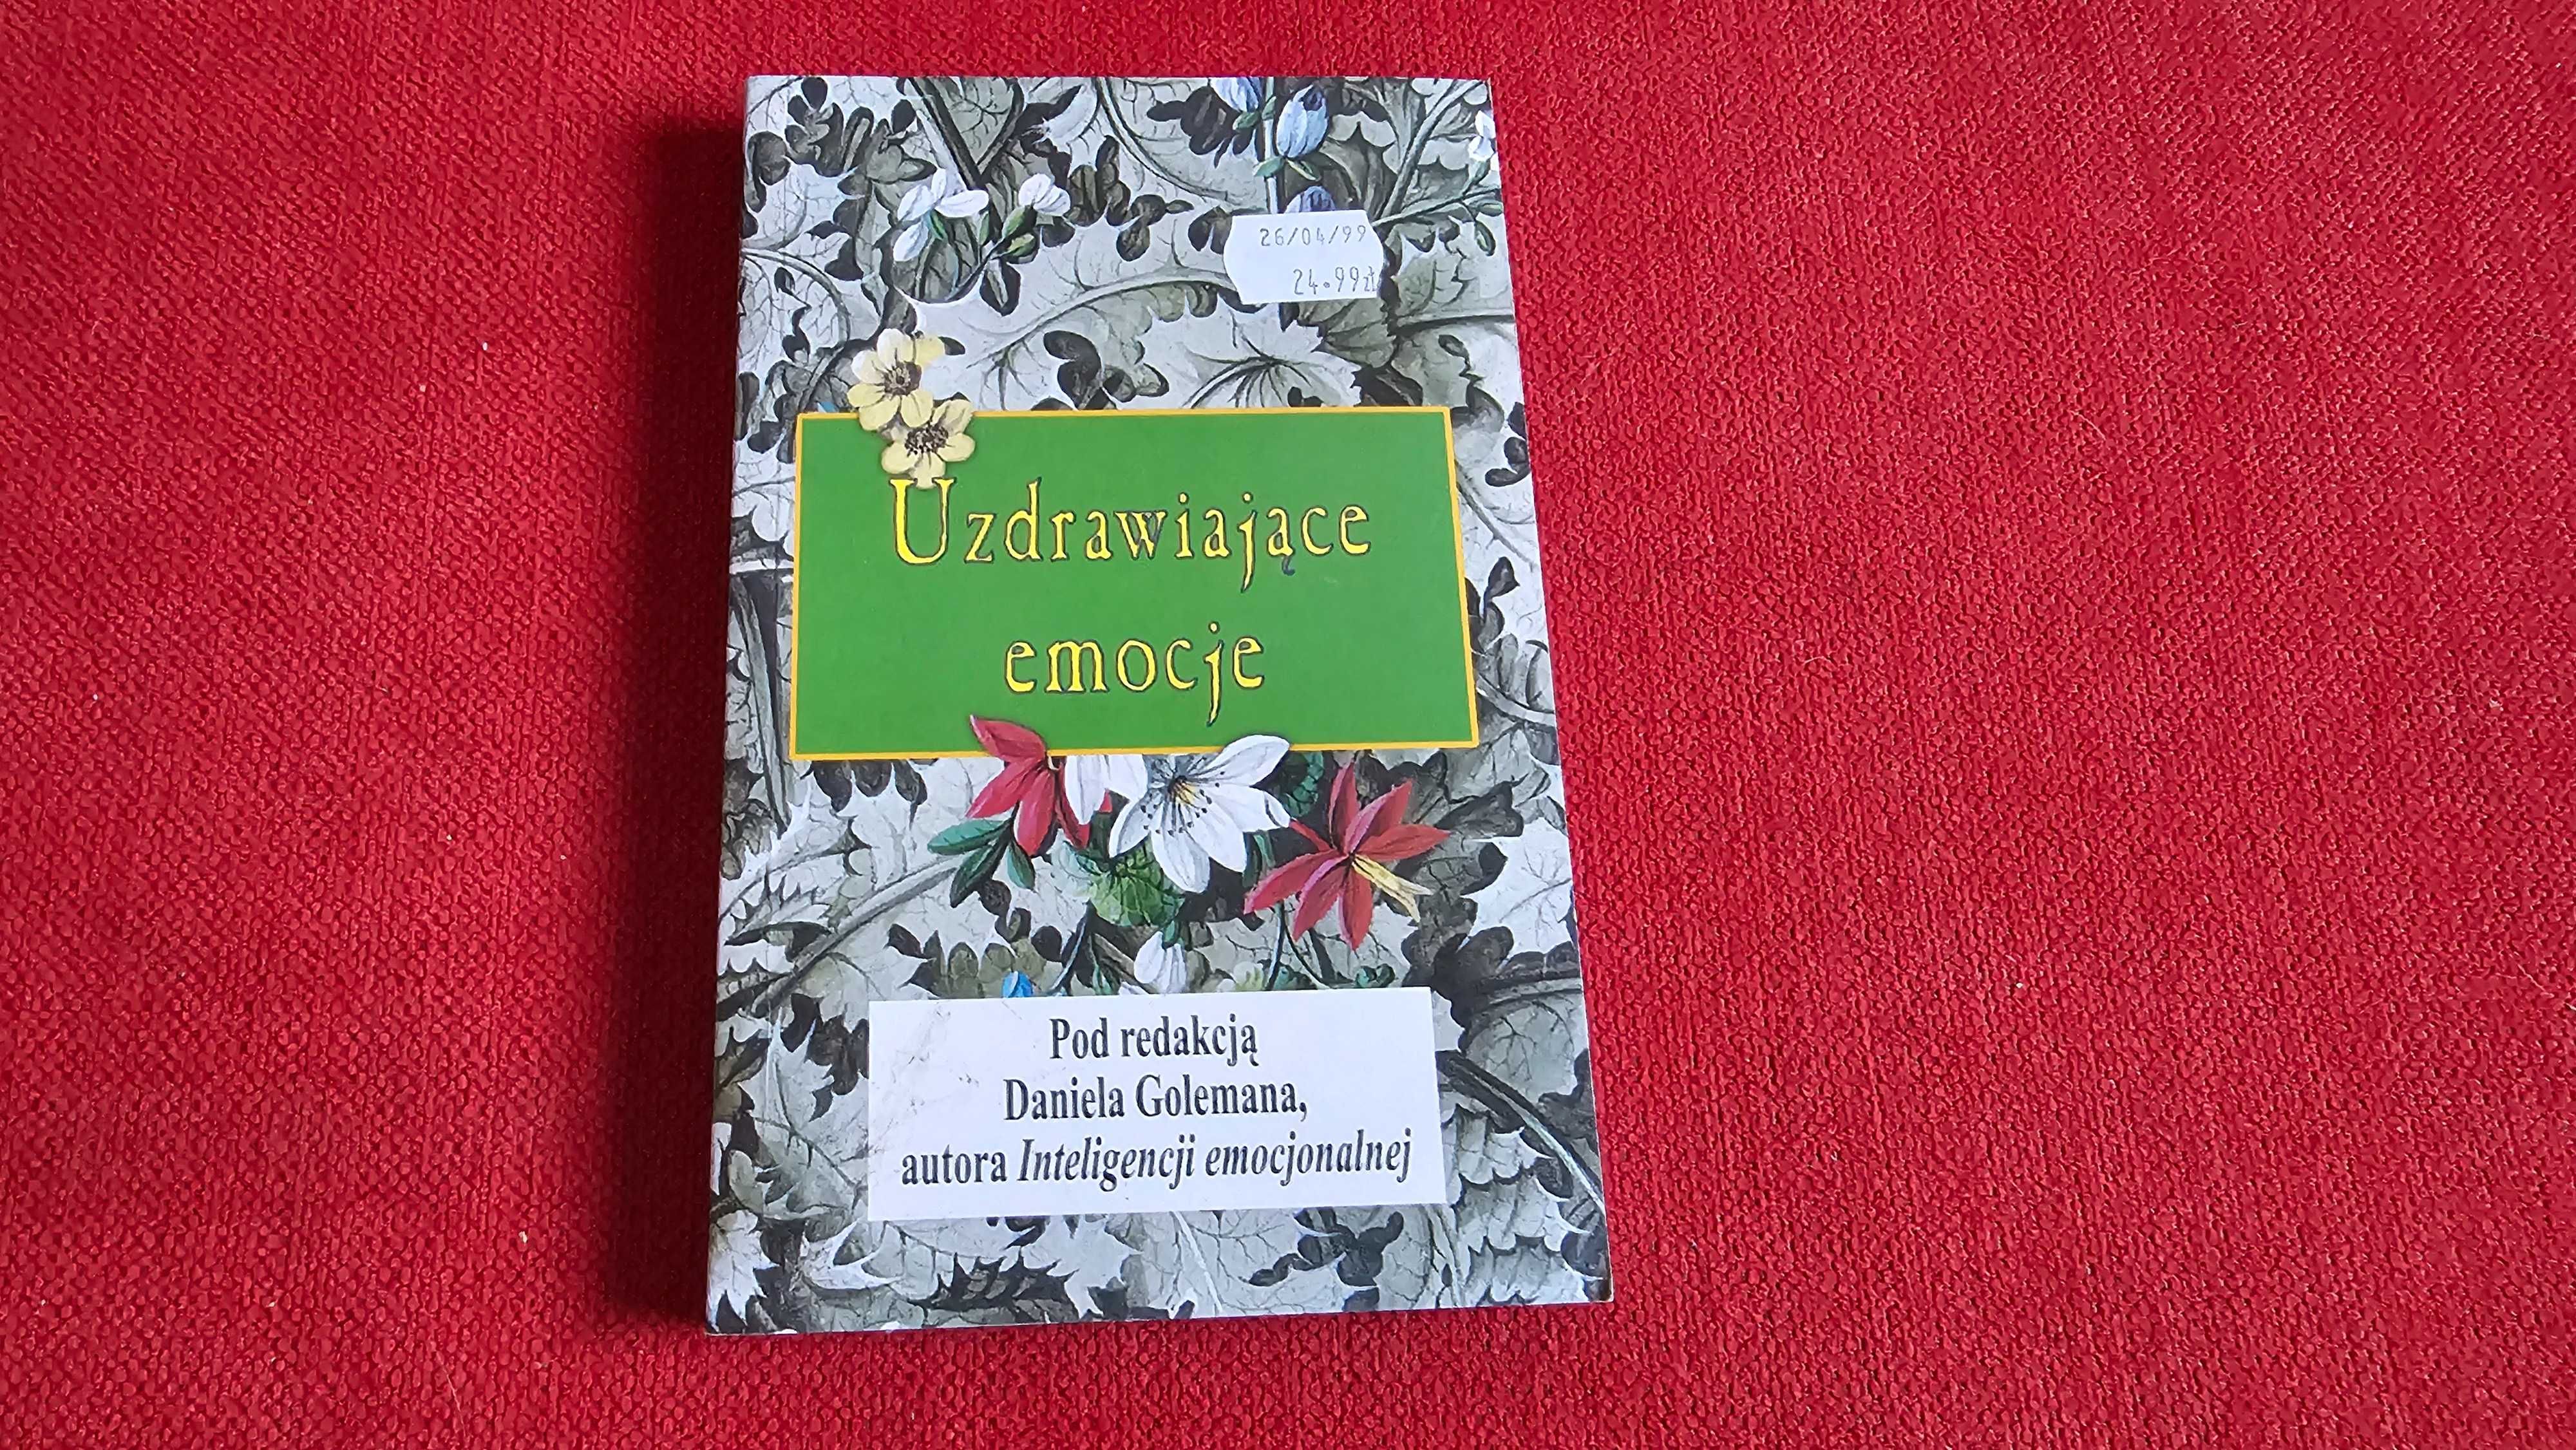 26/04/99
24.99zł
Uzdrawiające
emocje
Pod redakcją
Daniela Golemana,
autora Inteligencji emocjonalnej